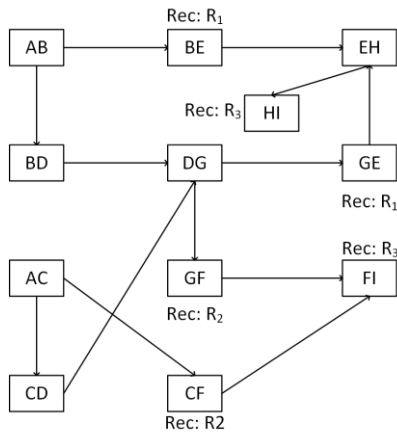 Rec: R₁
AB
BE
EH
Rec: R₃
HI
BD
DG
GE
Rec: R₁
Rec: R₃
AC
GF
FI
Rec: R₂
CD
CF
Rec: R2